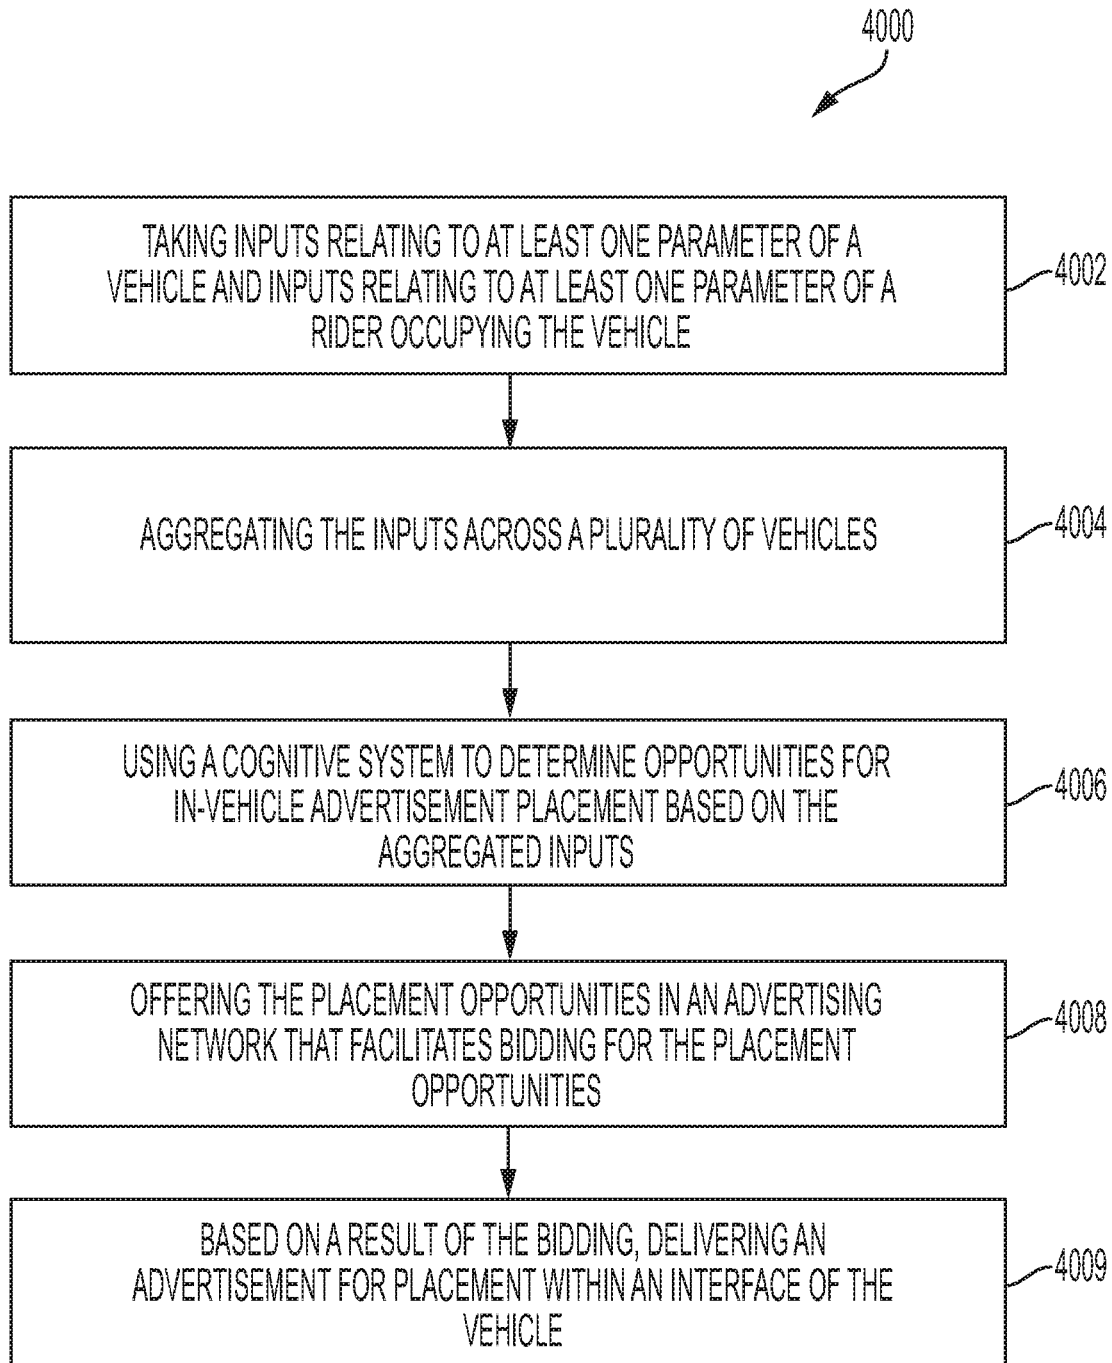 4000
TAKING INPUTS RELATING TO AT LEAST ONE PARAMETER OF A
VEHICLE AND INPUTS RELATING TO AT LEAST ONE PARAMETER OF A
RIDER OCCUPYING THE VEHICLE
4002
AGGREGATING THE INPUTS ACROSS A PLURALITY OF VEHICLES
4004
USING A COGNITIVE SYSTEM TO DETERMINE OPPORTUNITIES FOR
IN-VEHICLE ADVERTISEMENT PLACEMENT BASED ON THE
AGGREGATED INPUTS
4006
OFFERING THE PLACEMENT OPPORTUNITIES IN AN ADVERTISING
NETWORK THAT FACILITATES BIDDING FOR THE PLACEMENT
OPPORTUNITIES
4008
BASED ON A RESULT OF THE BIDDING, DELIVERING AN
ADVERTISEMENT FOR PLACEMENT WITHIN AN INTERFACE OF THE
VEHICLE
4009